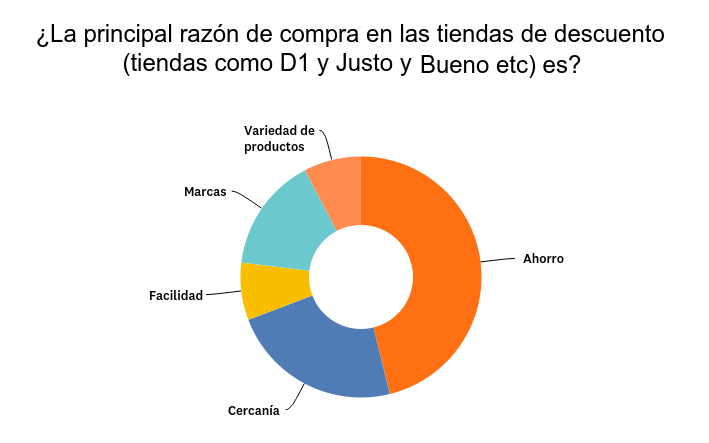 ¿La principal razón de compra en las tiendas de descuento
(tiendas como D1 y Justo y Bueno etc) es?
Variedad de
productos
Marcas
Ahorro
Facilidad
Cercanía